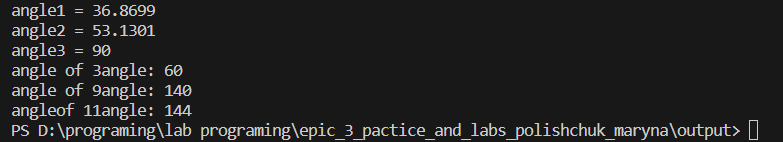 angle1 = 36.8699
angle2 = 53.1301
angle3 = 90
angle of 3angle: 60
angle of 9angle: 140
angleof 11angle: 144
PS D:\programing\lab programing\epic_3_pactice_and_labs_polishchuk_maryna\output>